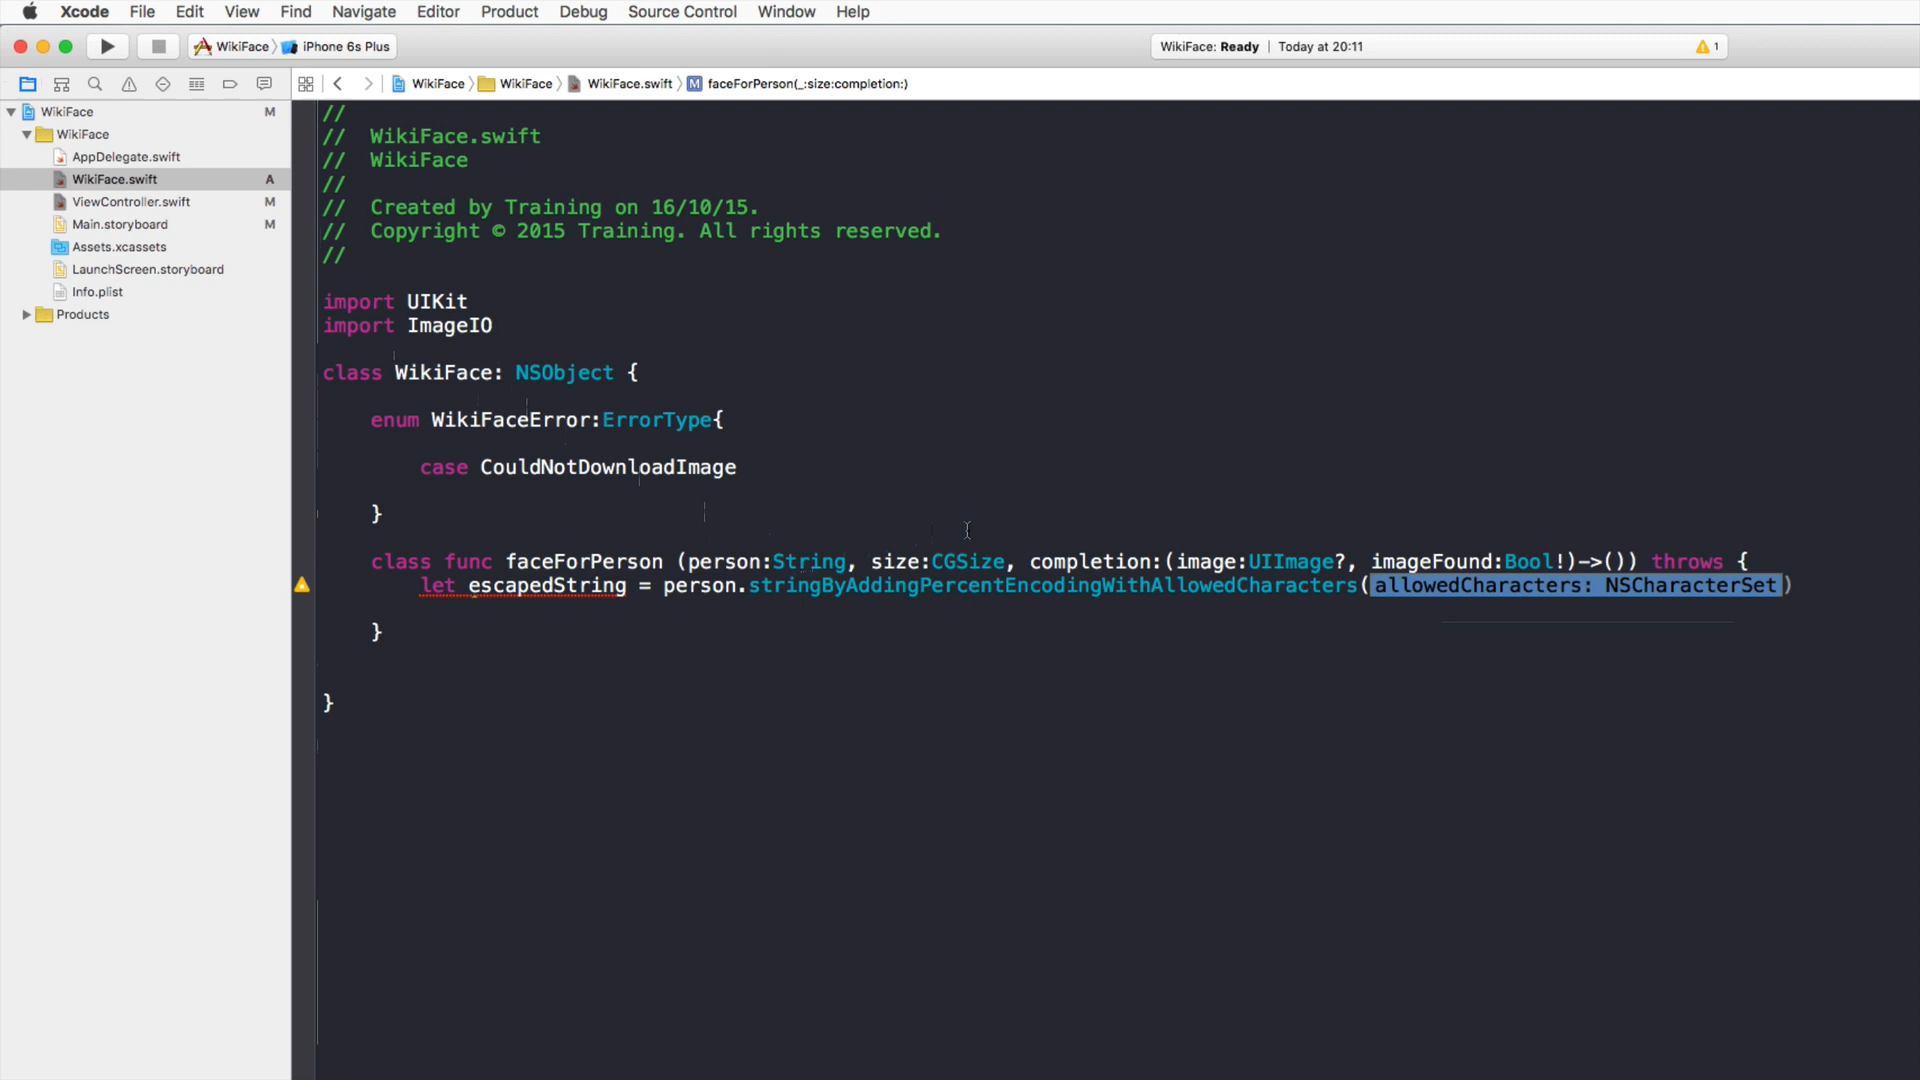 Xcode File Edit View Find Navigate Editor Product Debug Source Control Window Help
WikiFace iPhone 6s Plus
WikiFace: Ready | Today at 20:11
1
WikiFace WikiFace WikiFace.swift M faceForPerson(_:size:completion:)
WikiFace M
WikiFace
AppDelegate.swift
WikiFace.swift A
ViewController.swift M
Main.storyboard M
Assets.xcassets
LaunchScreen.storyboard
Info.plist
Products
//
// WikiFace.swift
// WikiFace
//
// Created by Training on 16/10/15.
// Copyright © 2015 Training. All rights reserved.
//
import UIKit
import ImageIO
class WikiFace: NSObject {
enum WikiFaceError:ErrorType{
case CouldNotDownloadImage
}
class func faceForPerson (person:String, size:CGSize, completion:(image:UIImage?, imageFound:Bool!)->()) throws {
let escapedString = person.stringByAddingPercentEncodingWithAllowedCharacters(allowedCharacters: NSCharacterSet)
}
}